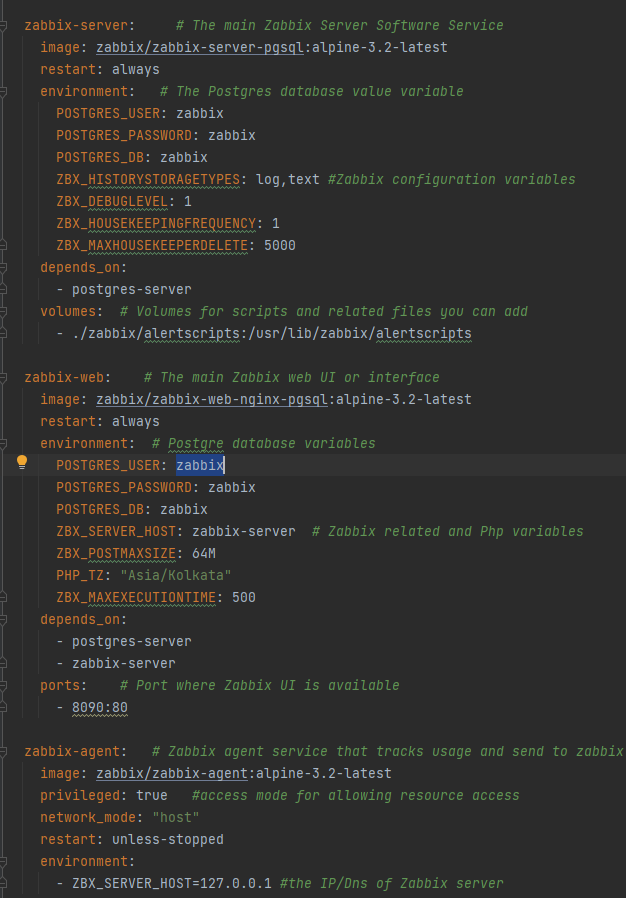 zabbix-server:     # The main Zabbix Server Software Service
  image: zabbix/zabbix-server-pgsql:alpine-3.2-latest
  restart: always
  environment:   # The Postgres database value variable
    POSTGRES_USER: zabbix
    POSTGRES_PASSWORD: zabbix
    POSTGRES_DB: zabbix
    ZBX_HISTORYSTORAGETYPES: log,text #Zabbix configuration variables
    ZBX_DEBUGLEVEL: 1
    ZBX_HOUSEKEEPINGFREQUENCY: 1
    ZBX_MAXHOUSEKEEPERDELETE: 5000
  depends_on:
    - postgres-server
  volumes:  # Volumes for scripts and related files you can add
    - ./zabbix/alertscripts:/usr/lib/zabbix/alertscripts
zabbix-web:    # The main Zabbix web UI or interface
  image: zabbix/zabbix-web-nginx-pgsql:alpine-3.2-latest
  restart: always
  environment:  # Postgre database variables
    POSTGRES_USER: zabbix
    POSTGRES_PASSWORD: zabbix
    POSTGRES_DB: zabbix
    ZBX_SERVER_HOST: zabbix-server  # Zabbix related and Php variables
    ZBX_POSTMAXSIZE: 64M
    PHP_TZ: "Asia/Kolkata"
    ZBX_MAXEXECUTIONTIME: 500
  depends_on:
    - postgres-server
    - zabbix-server
  ports:    # Port where Zabbix UI is available
    - 8090:80
zabbix-agent:   # Zabbix agent service that tracks usage and send to zabbix
  image: zabbix/zabbix-agent:alpine-3.2-latest
  privileged: true   #access mode for allowing resource access
  network_mode: "host"
  restart: unless-stopped
  environment:
    - ZBX_SERVER_HOST=127.0.0.1 #the IP/Dns of Zabbix server